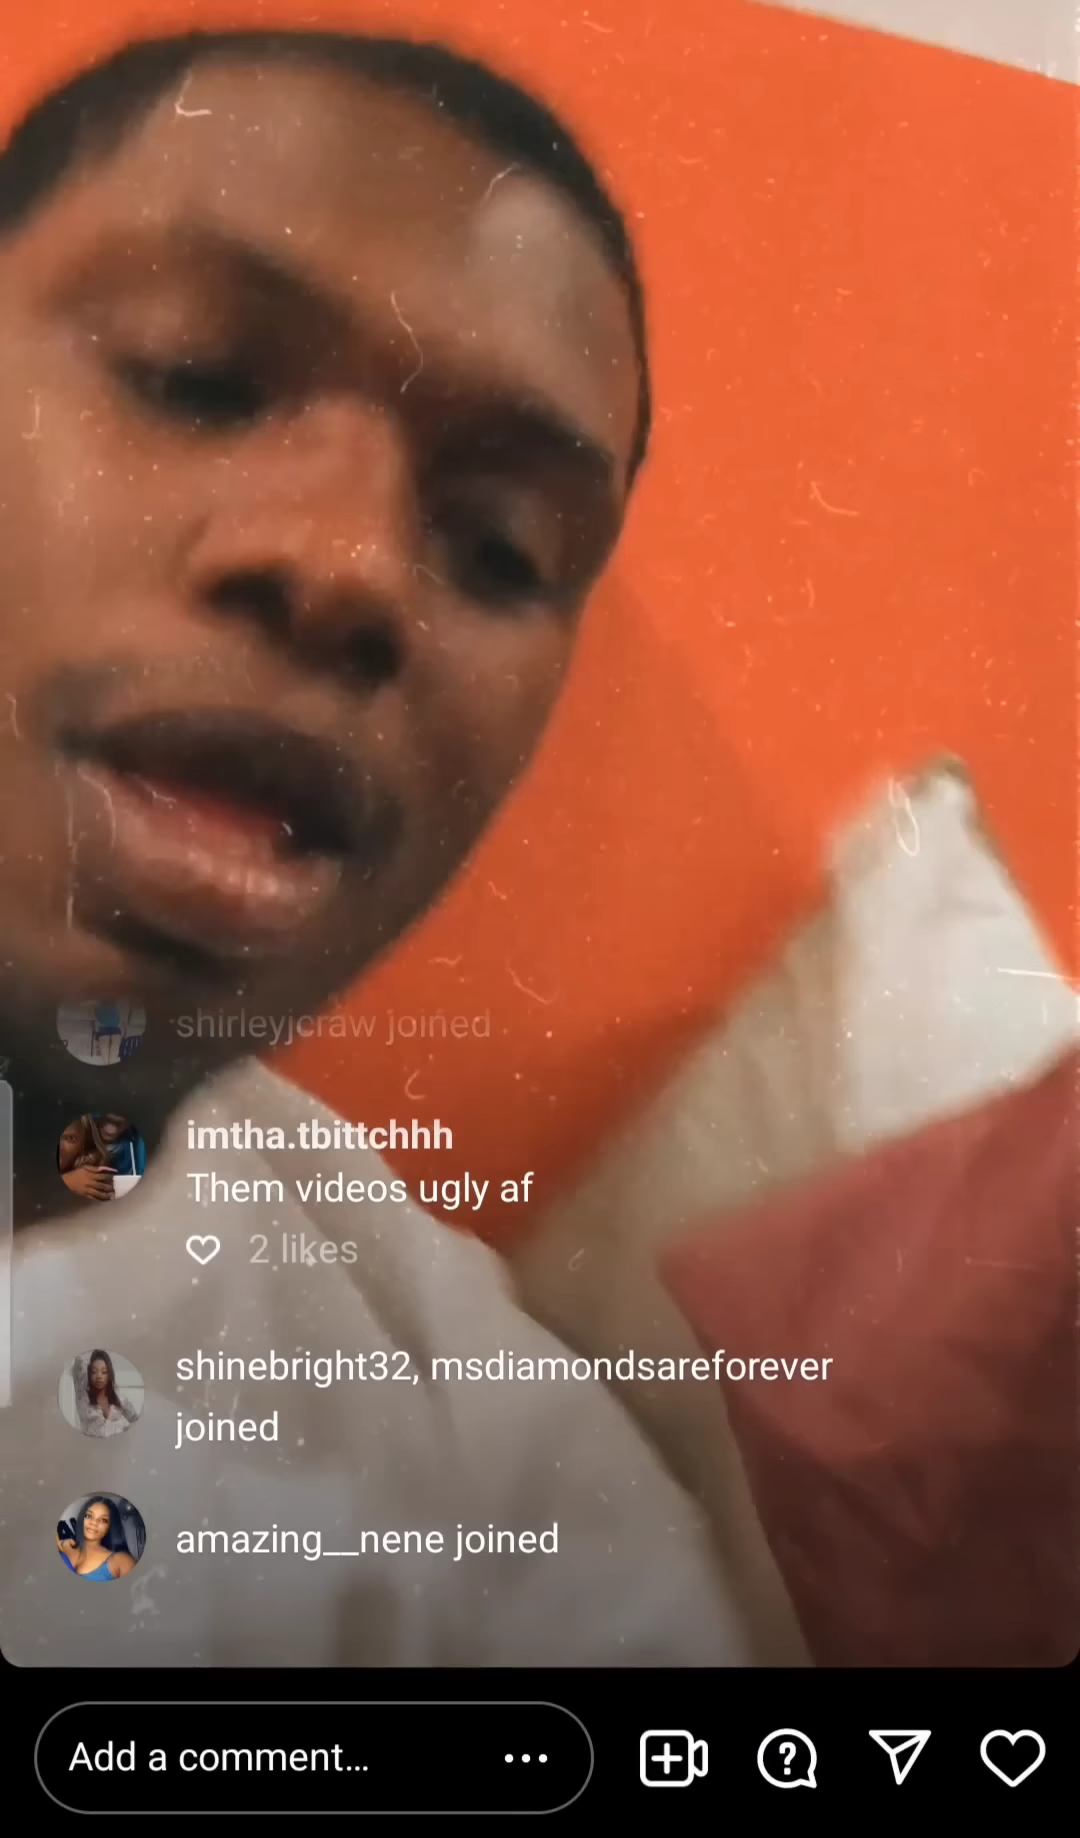 shirleyjcraw joined
imtha.tbittchhh
Them videos ugly af
2 likes
shinebright32, msdiamondsareforever
joined
amazing__nene joined
Add a comment...